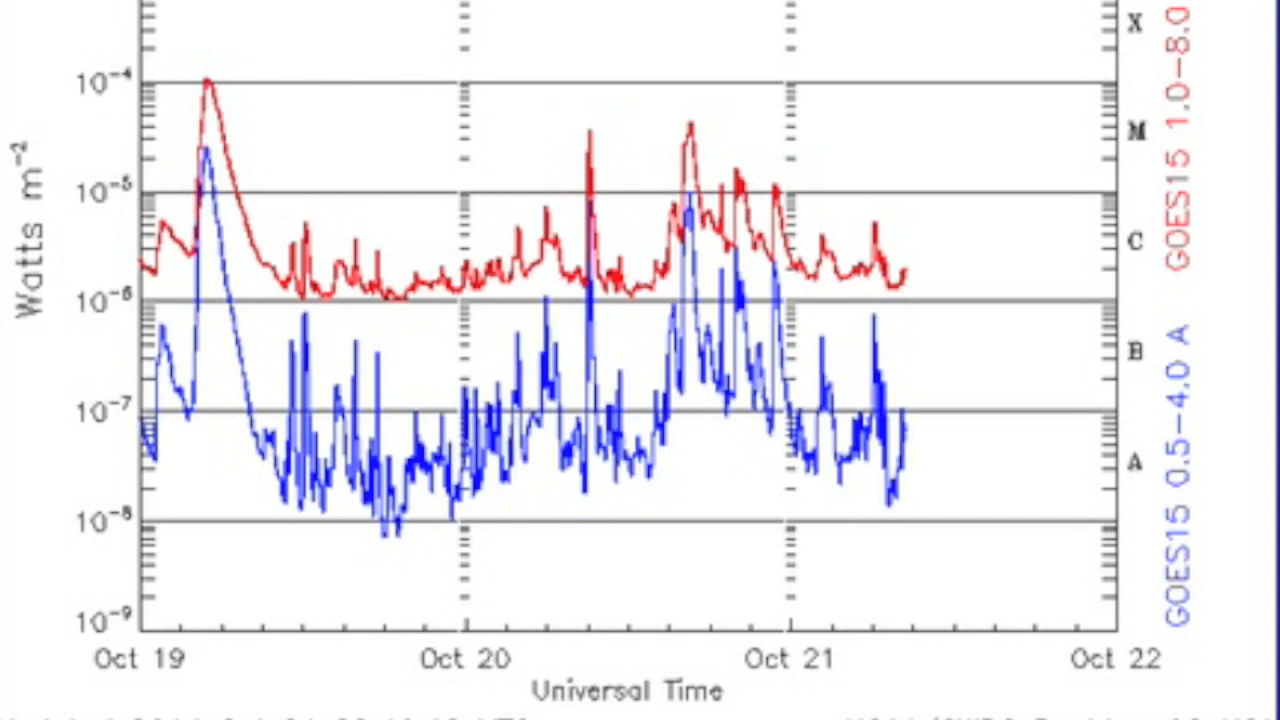 X
10⁻⁴
M
10⁻⁵
C
10⁻⁶
B
10⁻⁷
A
10⁻⁸
10⁻⁹
Watts m⁻²
GOES15 1.0-8.0
GOES15 0.5-4.0 A
Oct 19 Oct 20 Oct 21 Oct 22
Universal Time